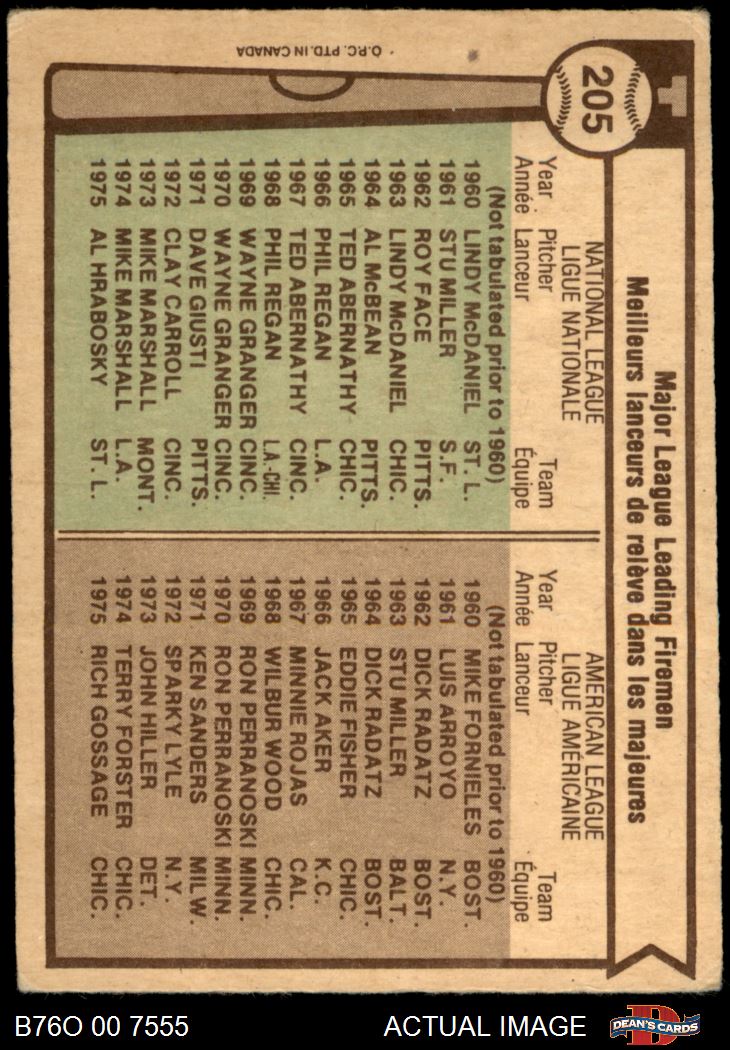 205
Major League Leading Firemen
Meilleurs lanceurs de relève dans les majeures
NATIONAL LEAGUE
LIGUE NATIONALE
Year Pitcher Team
Année Lanceur Équipe
(Not tabulated prior to 1960)
1960 LINDY McDANIEL ST. L.
1961 STU MILLER S.F.
1962 ROY FACE PITTS.
1963 LINDY McDANIEL CHIC.
1964 AL McBEAN PITTS.
1965 TED ABERNATHY CHIC.
1966 PHIL REGAN L.A.
1967 TED ABERNATHY CINC.
1968 PHIL REGAN L.A.-CHI.
1969 WAYNE GRANGER CINC.
1970 WAYNE GRANGER CINC.
1971 DAVE GIUSTI PITTS.
1972 CLAY CARROLL CINC.
1973 MIKE MARSHALL MONT.
1974 MIKE MARSHALL L.A.
1975 AL HRABOSKY ST. L.
AMERICAN LEAGUE
LIGUE AMÉRICAINE
Year Pitcher Team
Année Lanceur Équipe
(Not tabulated prior to 1960)
1960 MIKE FORNIELES BOST.
1961 LUIS ARROYO N.Y.
1962 DICK RADATZ BOST.
1963 STU MILLER BALT.
1964 DICK RADATZ BOST.
1965 EDDIE FISHER CHIC.
1966 JACK AKER K.C.
1967 MINNIE ROJAS CAL.
1968 WILBUR WOOD CHIC.
1969 RON PERRANOSKI MINN.
1970 RON PERRANOSKI MINN.
1971 KEN SANDERS MILW.
1972 SPARKY LYLE N.Y.
1973 JOHN HILLER DET.
1974 TERRY FORSTER CHIC.
1975 RICH GOSSAGE CHIC.
O.P.C. PTD. IN CANADA
B76O 00 7555
ACTUAL IMAGE
D
DEAN'S CARDS